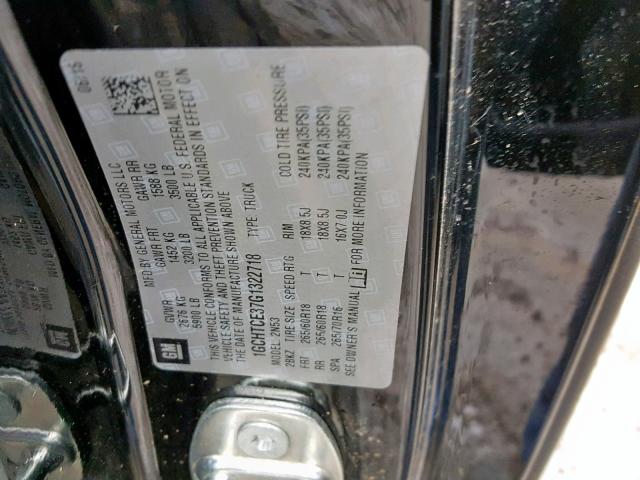 06/16
MFD BY GENERAL MOTORS LLC
GVWR GAWR FRT GAWR RR
2676 KG 1452 KG 1588 KG
5900 LB 3200 LB 3500 LB
THIS VEHICLE CONFORMS TO ALL APPLICABLE U.S. FEDERAL MOTOR
VEHICLE SAFETY AND THEFT PREVENTION STANDARDS IN EFFECT ON
THE DATE OF MANUFACTURE SHOWN ABOVE
1GCHTCE37G1322718 TYPE: TRUCK
MODEL: 2N53
2BKZ TIRE SIZE SPEED RTG RIM COLD TIRE PRESSURE
FRT 265/60R18 T 18X8.5J 240KPA(35PSI)
RR 265/60R18 T 18X8.5J 240KPA(35PSI)
SPA 265/70R16 T 16X7.0J 240KPA(35PSI)
SEE OWNER'S MANUAL FOR MORE INFORMATION
GM